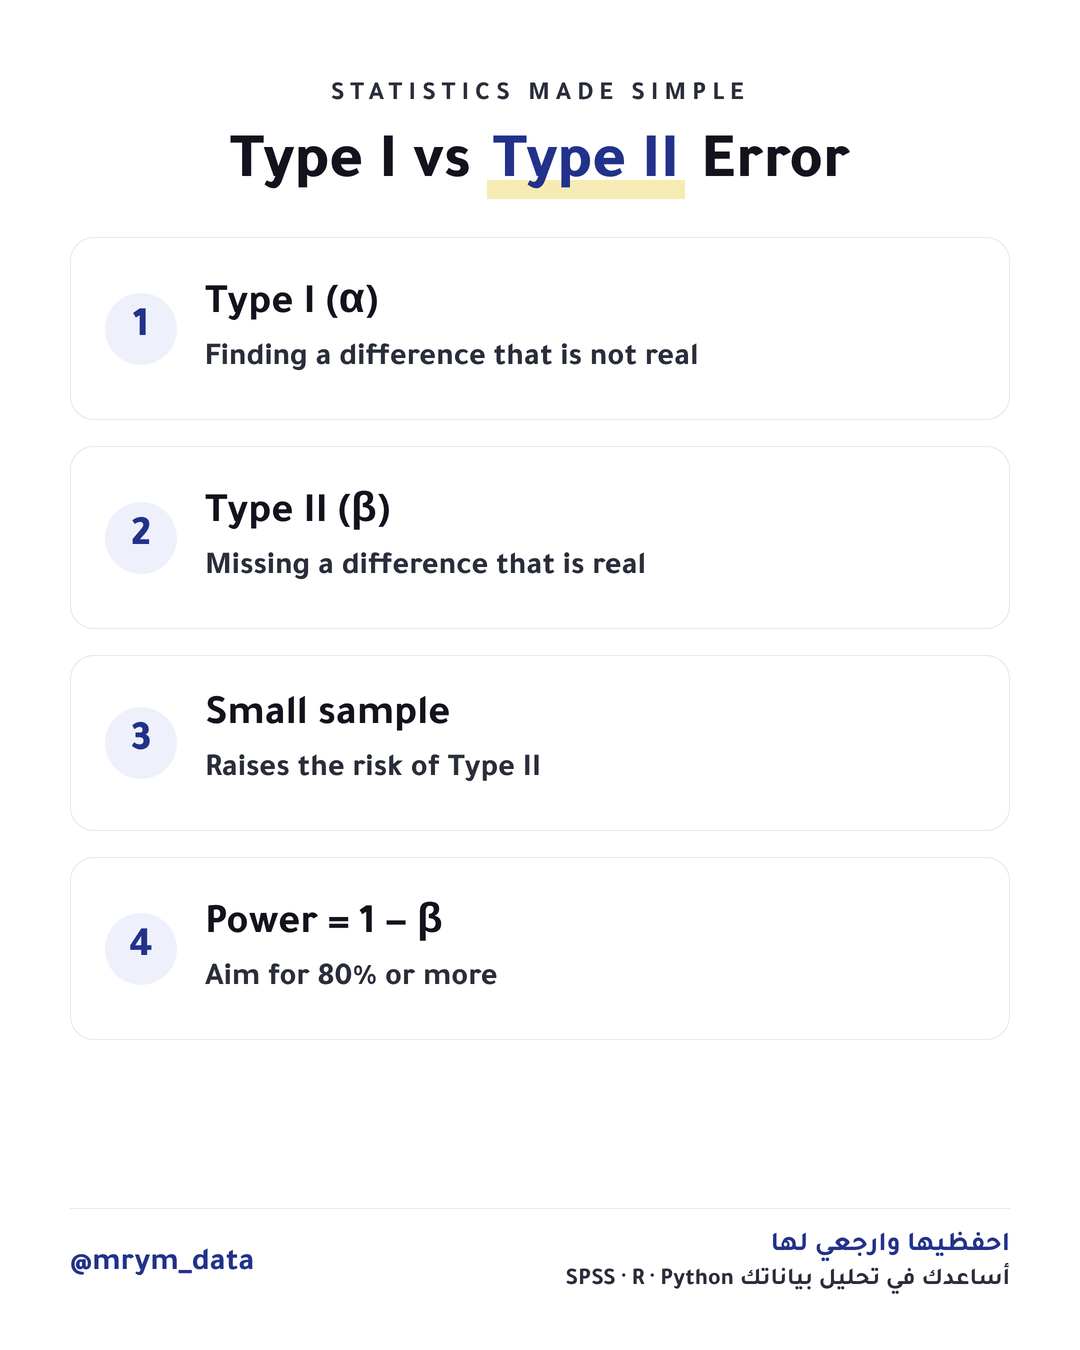 STATISTICS MADE SIMPLE
Type I vs Type II Error
1
Type I (α)
Finding a difference that is not real
2
Type II (β)
Missing a difference that is real
3
Small sample
Raises the risk of Type II
4
Power = 1 – β
Aim for 80% or more
@mrym_data
احفظيها وارجعي لها
أساعدك في تحليل بياناتك SPSS · R · Python